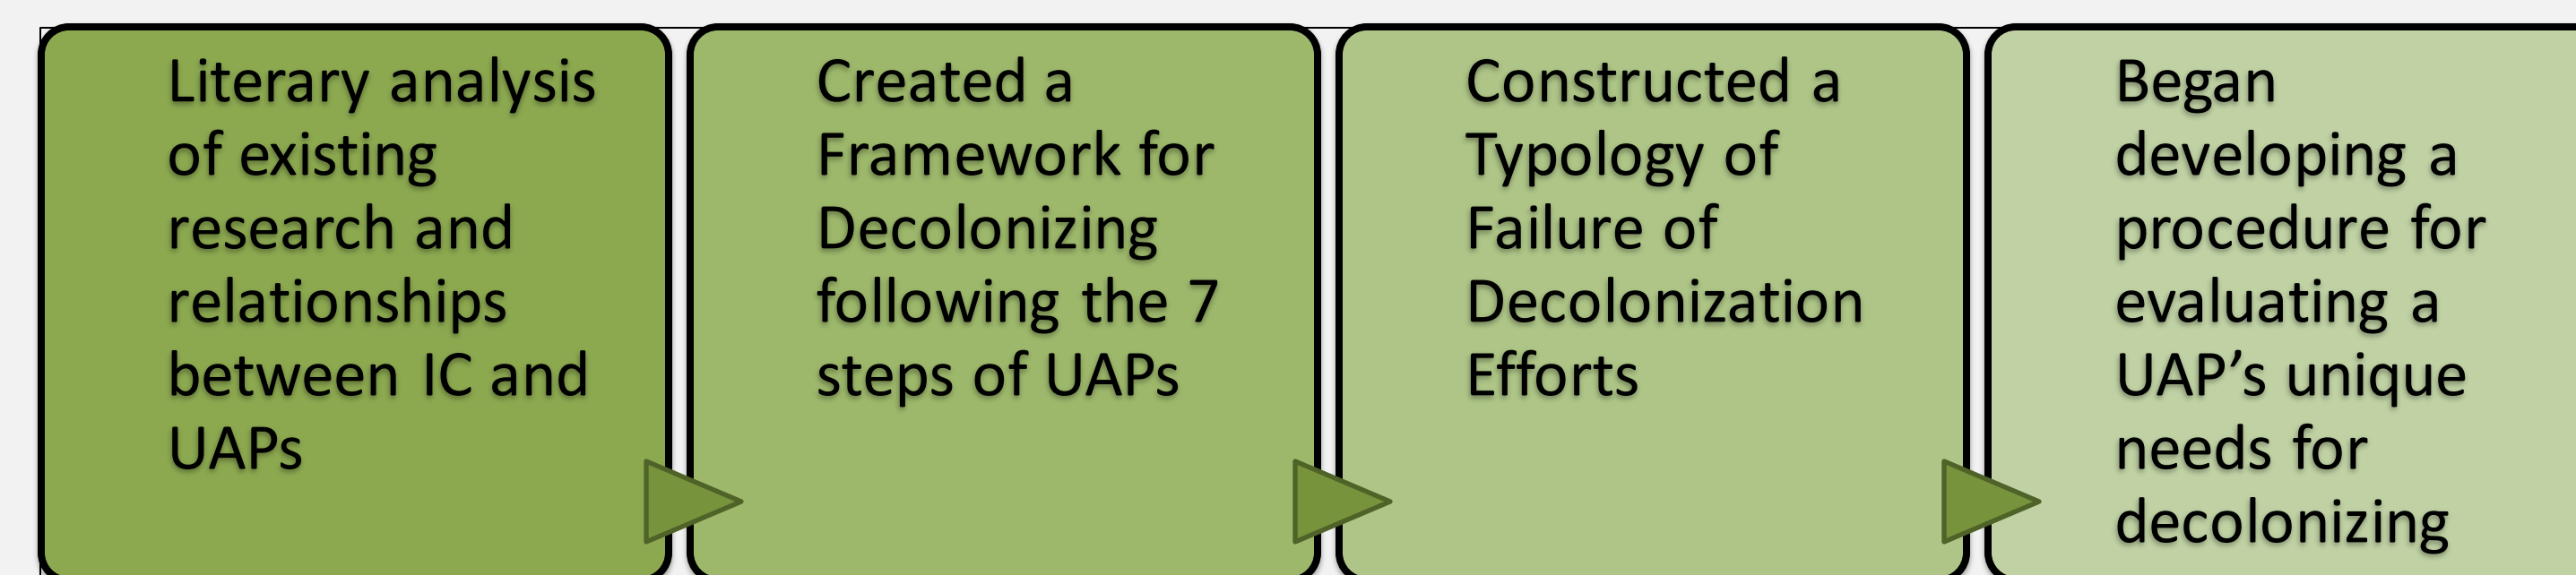 Literary analysis
of existing
research and
relationships
between IC and
UAPs
Created a
Framework for
Decolonizing
following the 7
steps of UAPs
Constructed a
Typology of
Failure of
Decolonization
Efforts
Began
developing a
procedure for
evaluating a
UAP’s unique
needs for
decolonizing